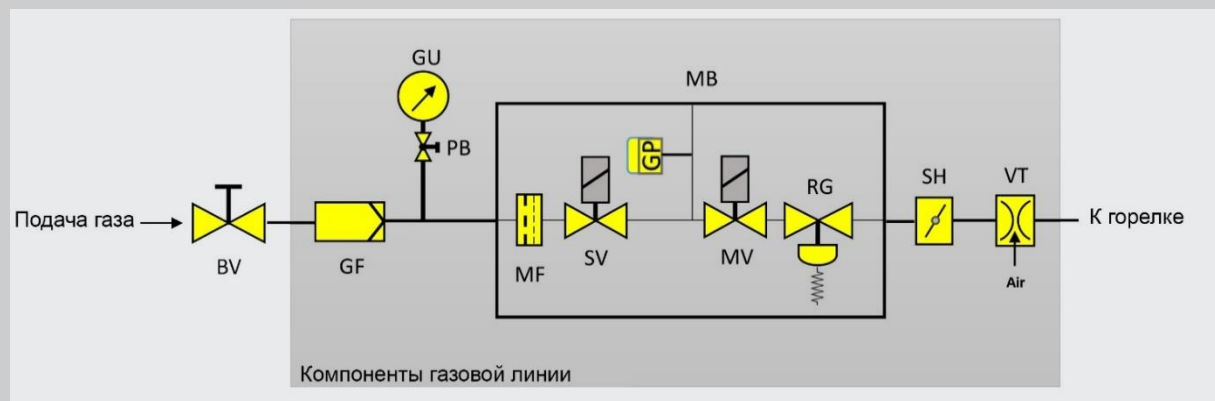 GU
MB
PB
GP
Подача газа
BV
GF
MF
SV
MV
RG
SH
VT
К горелке
Air
Компоненты газовой линии